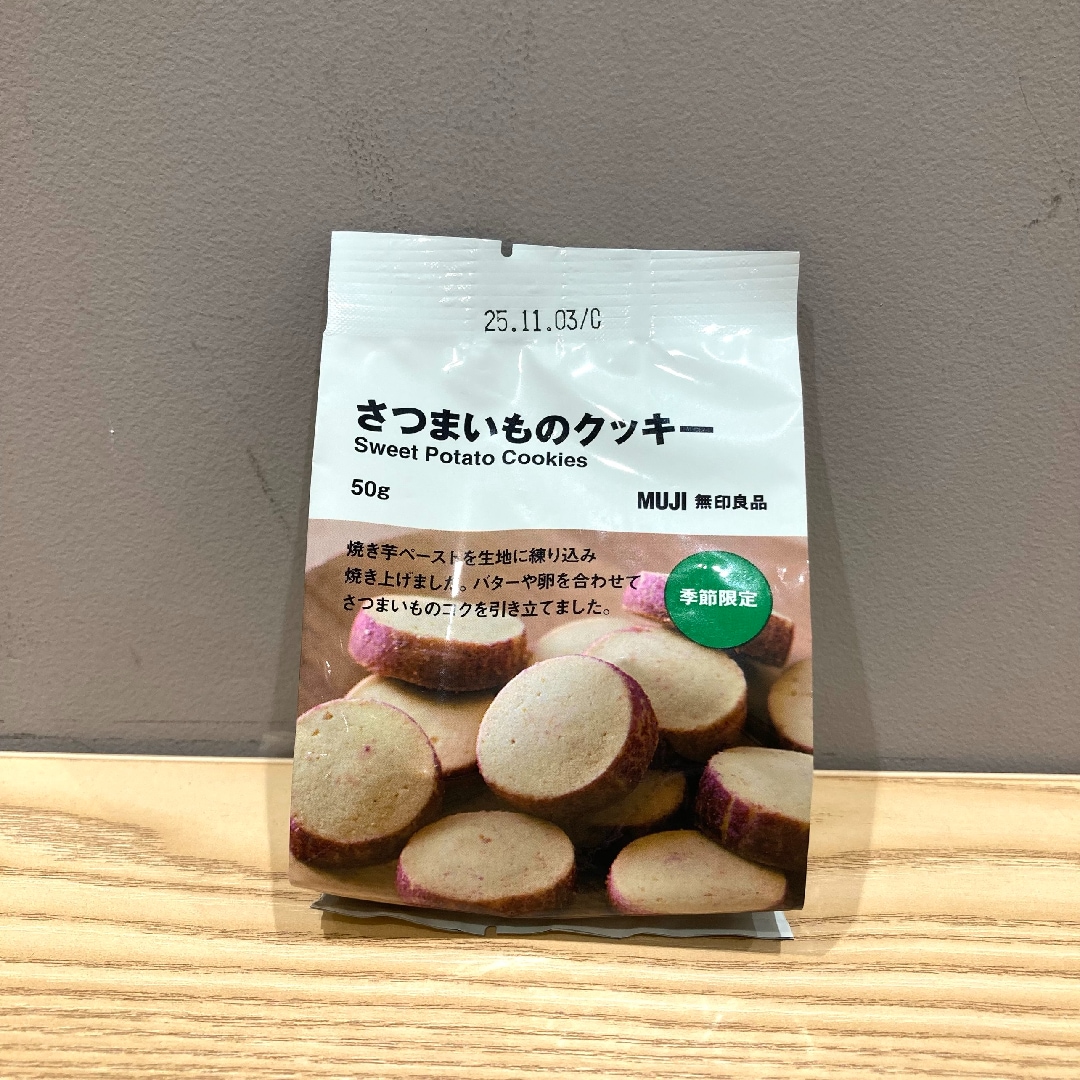 25.11.03/C
さつまいものクッキー
Sweet Potato Cookies
50g
MUJI 無印良品
焼き芋ペーストを生地に練り込み
焼き上げました。バターや卵を合わせて
さつまいものコクを引き立てました。
季節限定